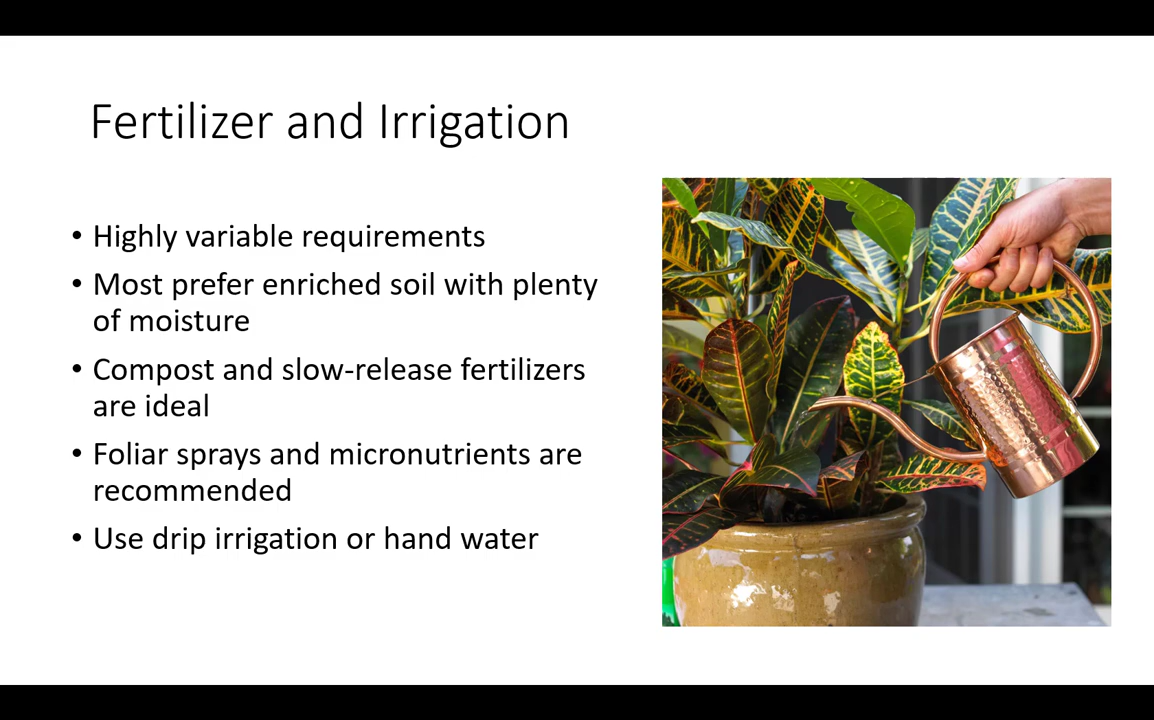 Fertilizer and Irrigation
• Highly variable requirements
• Most prefer enriched soil with plenty
of moisture
• Compost and slow-release fertilizers
are ideal
• Foliar sprays and micronutrients are
recommended
• Use drip irrigation or hand water